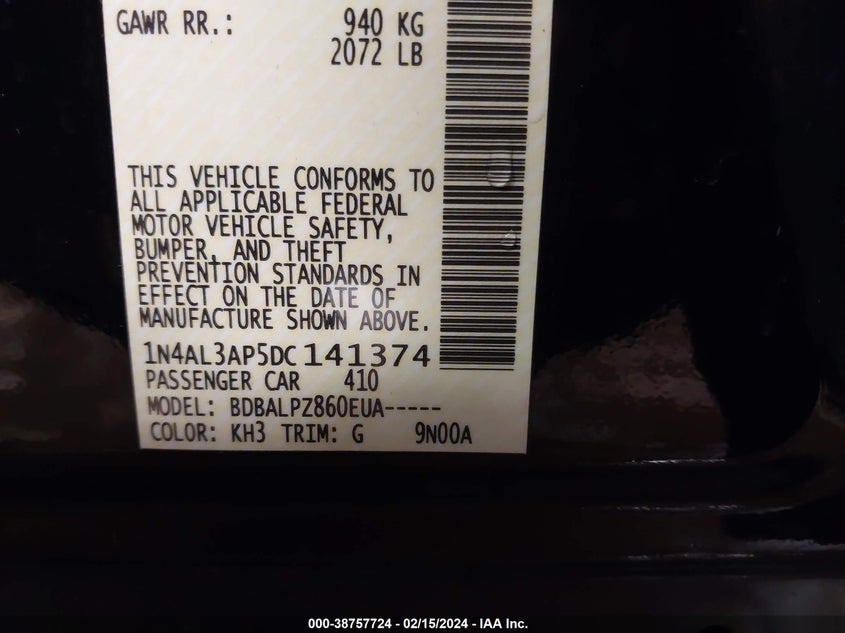 GAWR RR.: 940 KG
2072 LB
THIS VEHICLE CONFORMS TO
ALL APPLICABLE FEDERAL
MOTOR VEHICLE SAFETY,
BUMPER, AND THEFT
PREVENTION STANDARDS IN
EFFECT ON THE DATE OF
MANUFACTURE SHOWN ABOVE.
1N4AL3AP5DC141374
PASSENGER CAR 410
MODEL: BDBALPZ860EUA-----
COLOR: KH3 TRIM: G 9N00A
000-38757724 - 02/15/2024 - IAA Inc.